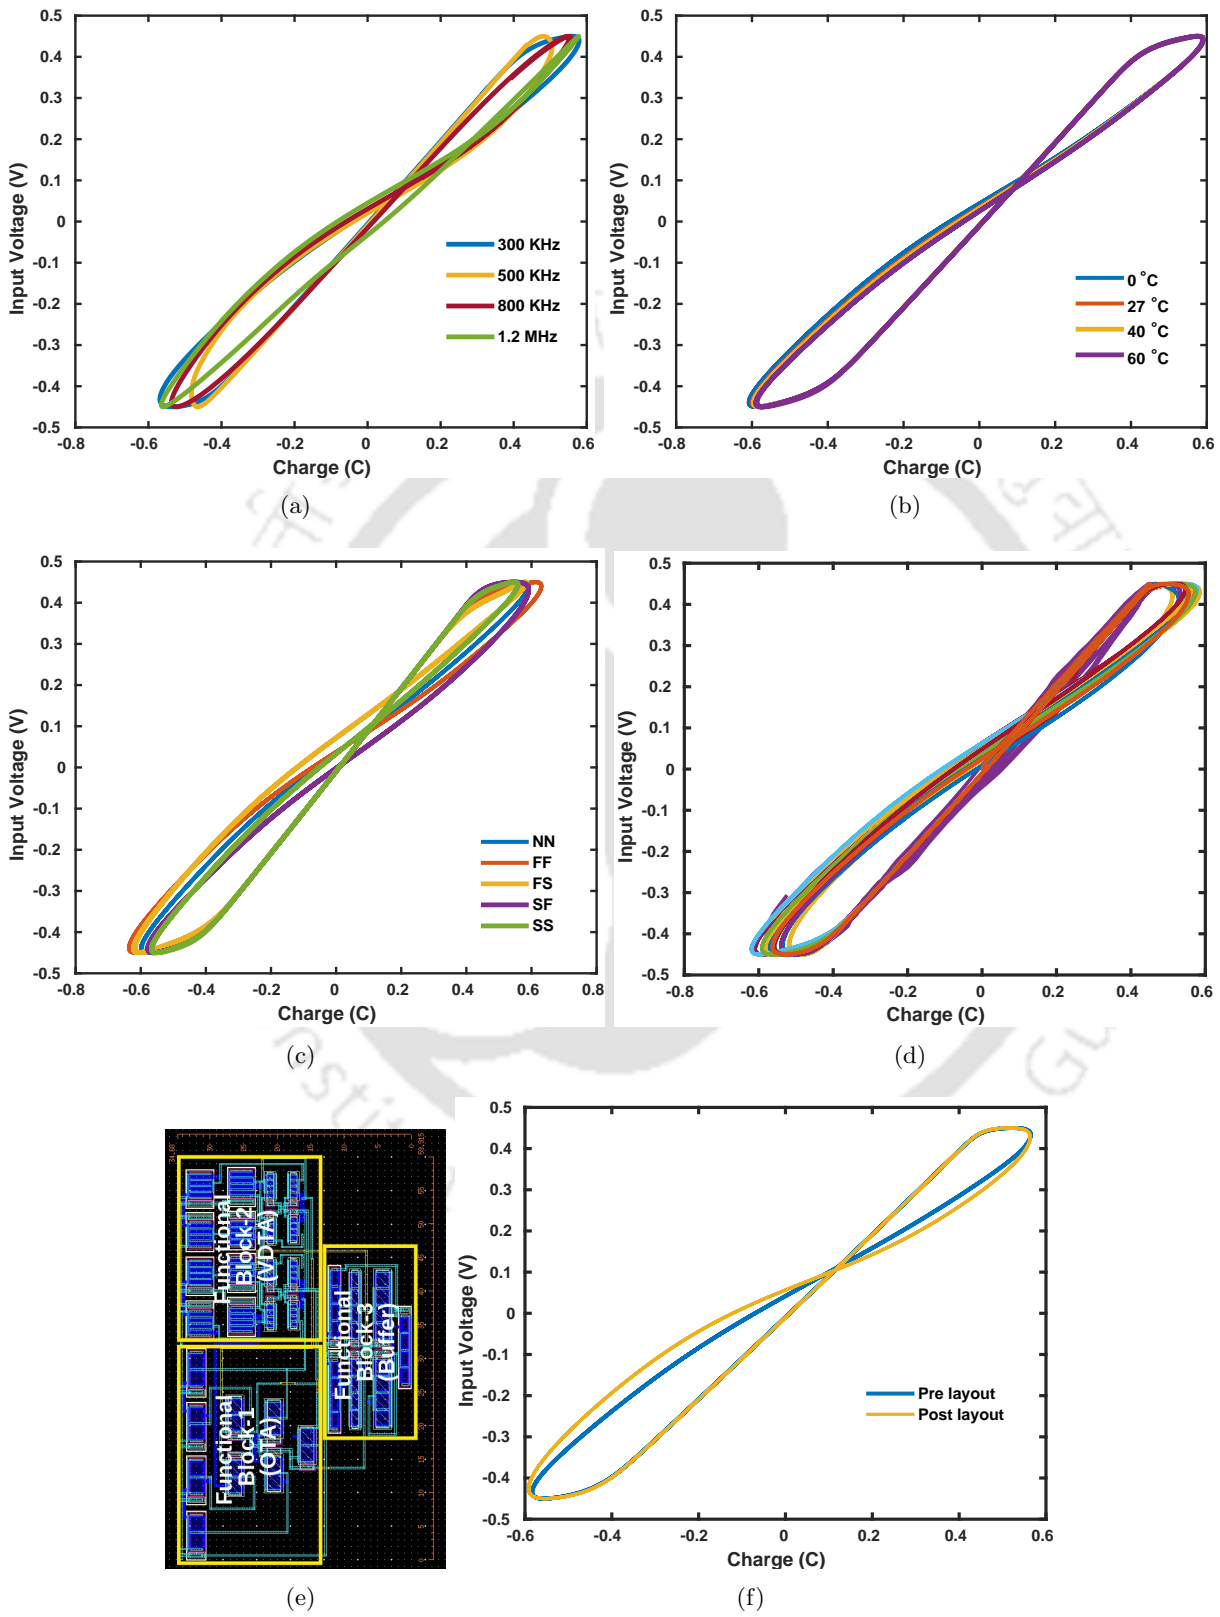 0.5
0.4
0.3
0.2
0.1
0
-0.1
-0.2
-0.3
-0.4
-0.5
Input Voltage (V)
300 KHz
500 KHz
800 KHz
1.2 MHz
-0.8 -0.6 -0.4 -0.2 0 0.2 0.4 0.6
Charge (C)
(a)
0.5
0.4
0.3
0.2
0.1
0
-0.1
-0.2
-0.3
-0.4
-0.5
Input Voltage (V)
0 °C
27 °C
40 °C
60 °C
-0.8 -0.6 -0.4 -0.2 0 0.2 0.4 0.6
Charge (C)
(b)
0.5
0.4
0.3
0.2
0.1
0
-0.1
-0.2
-0.3
-0.4
-0.5
Input Voltage (V)
NN
FF
FS
SF
SS
-0.8 -0.6 -0.4 -0.2 0 0.2 0.4 0.6 0.8
Charge (C)
(c)
0.5
0.4
0.3
0.2
0.1
0
-0.1
-0.2
-0.3
-0.4
-0.5
Input Voltage (V)
-0.8 -0.6 -0.4 -0.2 0 0.2 0.4 0.6
Charge (C)
(d)
Functional
Block-2
(VDTA)
Functional
Block-3
(Buffer)
Functional
Block-1
(OTA)
(e)
0.5
0.4
0.3
0.2
0.1
0
-0.1
-0.2
-0.3
-0.4
-0.5
Input Voltage (V)
Pre layout
Post layout
-0.6 -0.4 -0.2 0 0.2 0.4 0.6
Charge (C)
(f)